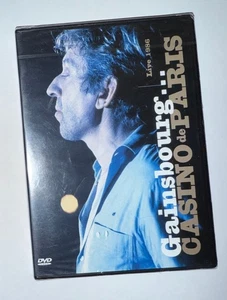 Live 1986
Gainsbourg...
CASINO de PARIS
DVD